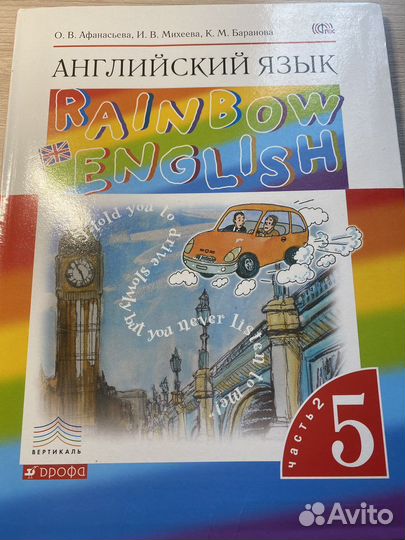 О. В. Афанасьева, И. В. Михеева, К. М. Баранова
АНГЛИЙСКИЙ ЯЗЫК
RAINBOW
ENGLISH
I told you to drive slowly, but you never listen to me!
часть 2
5
ВЕРТИКАЛЬ
ДРОФА
Avito